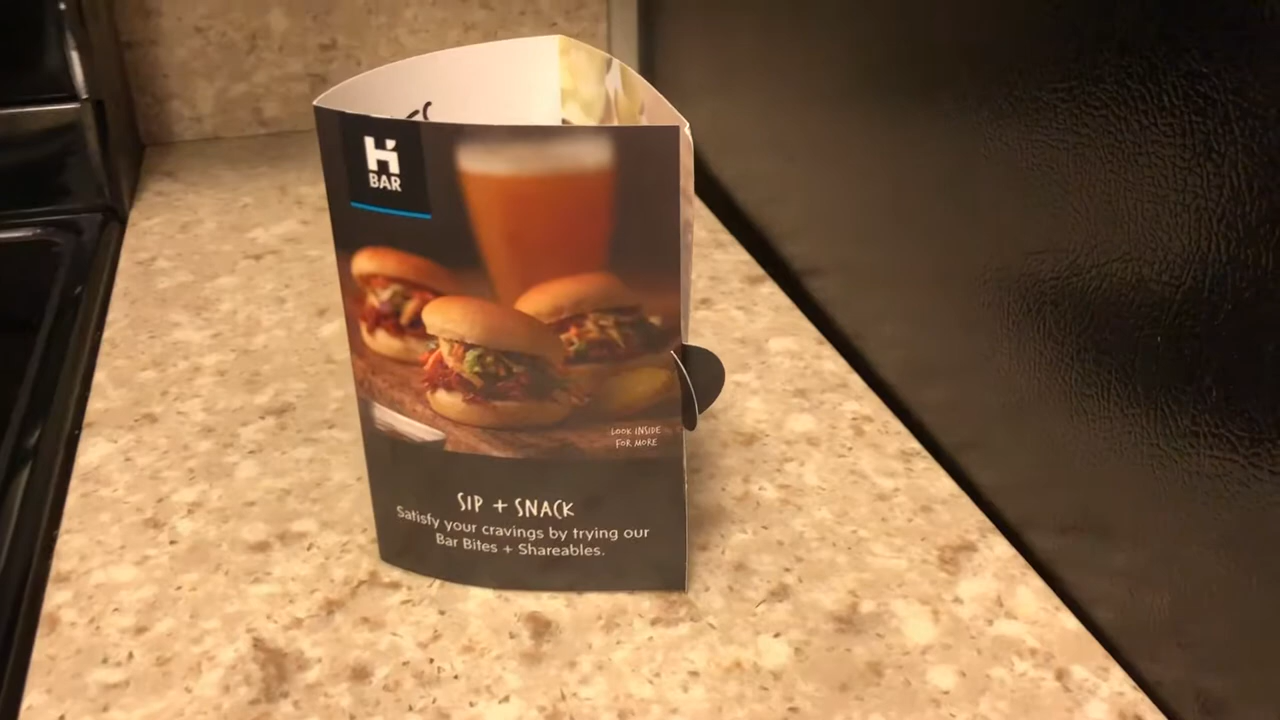 H
BAR
LOOK INSIDE
FOR MORE
SIP + SNACK
Satisfy your cravings by trying our
Bar Bites + Shareables.